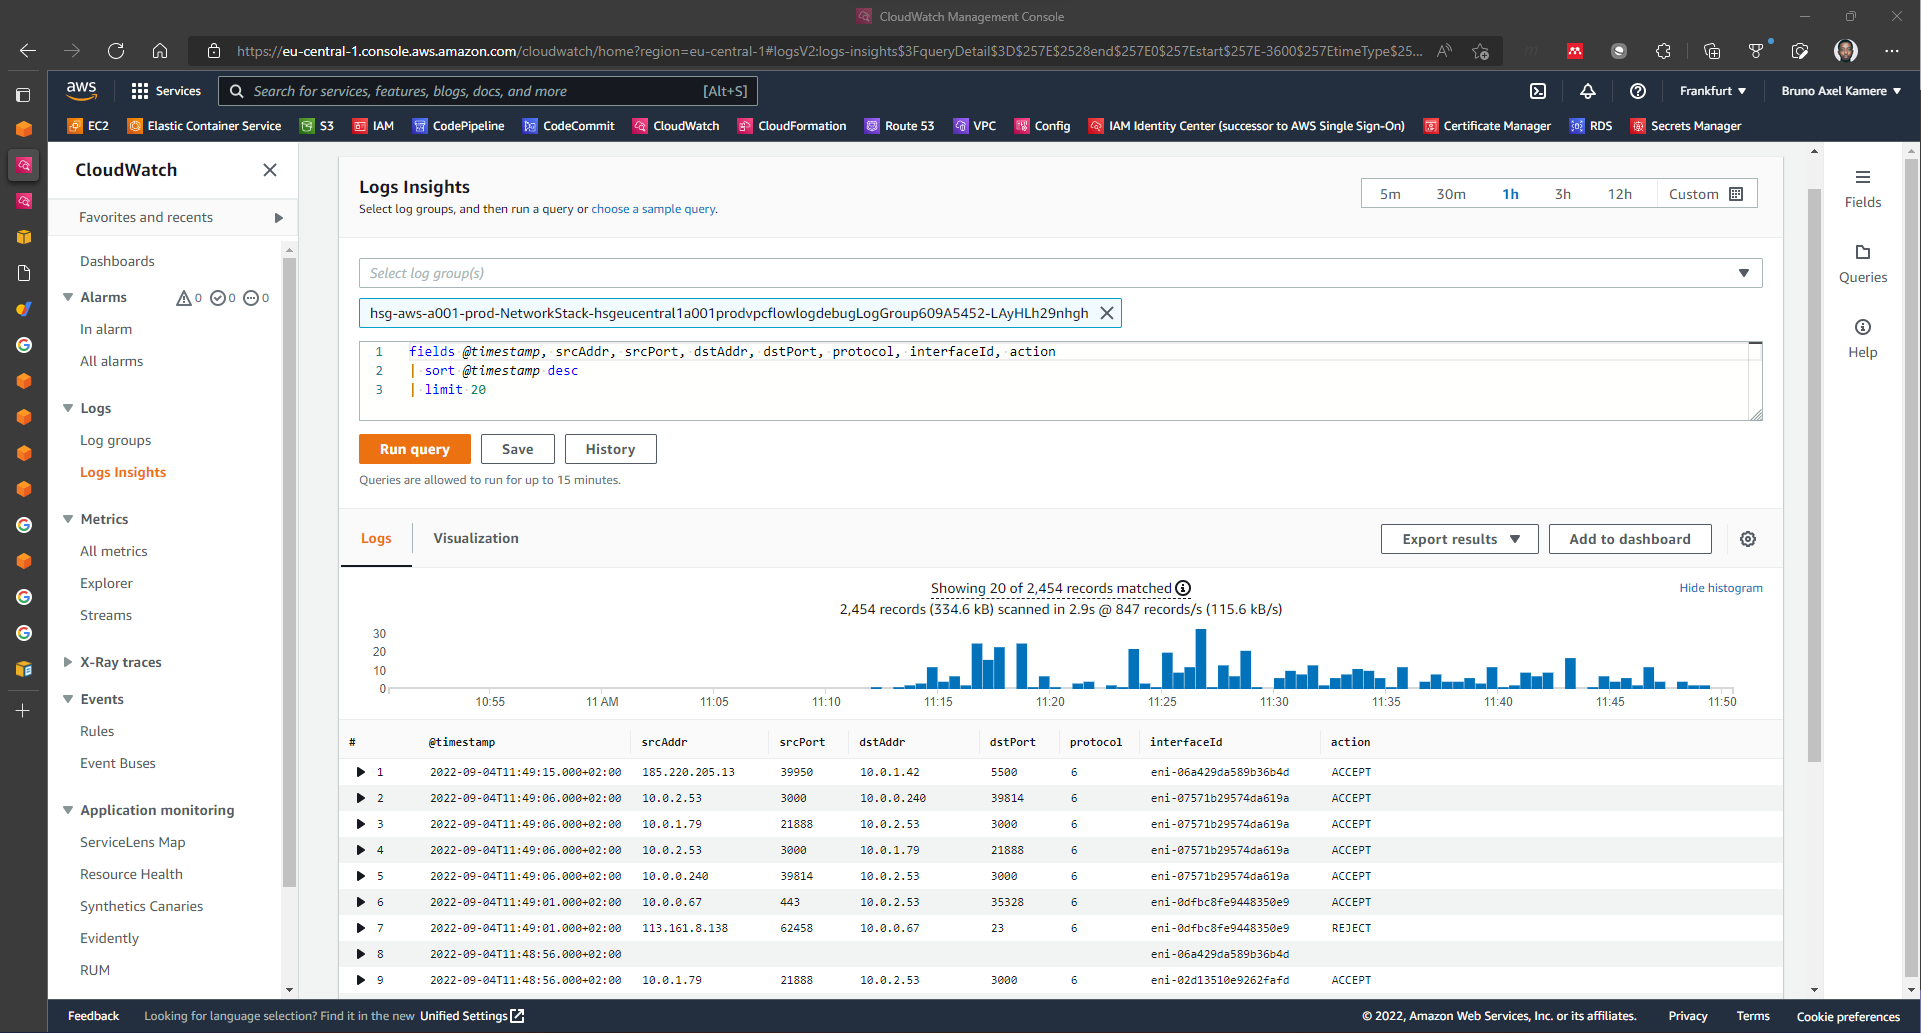 CloudWatch Management Console
https://eu-central-1.console.aws.amazon.com/cloudwatch/home?region=eu-central-1#logsV2:logs-insights$3FqueryDetail$3D$257E$2528end$257E0$257Estart$257E-3600$257EtimeType$25...
aws
Services
Search for services, features, blogs, docs, and more [Alt+S]
Frankfurt
Bruno Axel Kamere
EC2 Elastic Container Service S3 IAM CodePipeline CodeCommit CloudWatch CloudFormation Route 53 VPC Config IAM Identity Center (successor to AWS Single Sign-On) Certificate Manager RDS Secrets Manager
CloudWatch
Favorites and recents
Dashboards
Alarms 0 0 0
In alarm
All alarms
Logs
Log groups
Logs Insights
Metrics
All metrics
Explorer
Streams
X-Ray traces
Events
Rules
Event Buses
Application monitoring
ServiceLens Map
Resource Health
Synthetics Canaries
Evidently
RUM
Logs Insights
Select log groups, and then run a query or choose a sample query.
5m 30m 1h 3h 12h Custom
Select log group(s)
hsg-aws-a001-prod-NetworkStack-hsgeucentral1a001prodvpcflowlogdebugLogGroup609A5452-LAyHLh29nhgh
1 fields @timestamp, srcAddr, srcPort, dstAddr, dstPort, protocol, interfaceId, action
2 | sort @timestamp desc
3 | limit 20
Run query Save History
Queries are allowed to run for up to 15 minutes.
Logs Visualization
Export results Add to dashboard
Showing 20 of 2,454 records matched
2,454 records (334.6 kB) scanned in 2.9s @ 847 records/s (115.6 kB/s)
Hide histogram
30
20
10
0
10:55 11 AM 11:05 11:10 11:15 11:20 11:25 11:30 11:35 11:40 11:45 11:50
# @timestamp srcAddr srcPort dstAddr dstPort protocol interfaceId action
1 2022-09-04T11:49:15.000+02:00 185.220.205.13 39950 10.0.1.42 5500 6 eni-06a429da589b36b4d ACCEPT
2 2022-09-04T11:49:06.000+02:00 10.0.2.53 3000 10.0.0.240 39814 6 eni-07571b29574da619a ACCEPT
3 2022-09-04T11:49:06.000+02:00 10.0.1.79 21888 10.0.2.53 3000 6 eni-07571b29574da619a ACCEPT
4 2022-09-04T11:49:06.000+02:00 10.0.2.53 3000 10.0.1.79 21888 6 eni-07571b29574da619a ACCEPT
5 2022-09-04T11:49:06.000+02:00 10.0.0.240 39814 10.0.2.53 3000 6 eni-07571b29574da619a ACCEPT
6 2022-09-04T11:49:01.000+02:00 10.0.0.67 443 10.0.2.53 35328 6 eni-0dfbc8fe9448350e9 ACCEPT
7 2022-09-04T11:49:01.000+02:00 113.161.8.138 62458 10.0.0.67 23 6 eni-0dfbc8fe9448350e9 REJECT
8 2022-09-04T11:48:56.000+02:00 eni-06a429da589b36b4d
9 2022-09-04T11:48:56.000+02:00 10.0.1.79 21888 10.0.2.53 3000 6 eni-02d13510e9262fafd ACCEPT
Fields
Queries
Help
Feedback Looking for language selection? Find it in the new Unified Settings
© 2022, Amazon Web Services, Inc. or its affiliates. Privacy Terms Cookie preferences